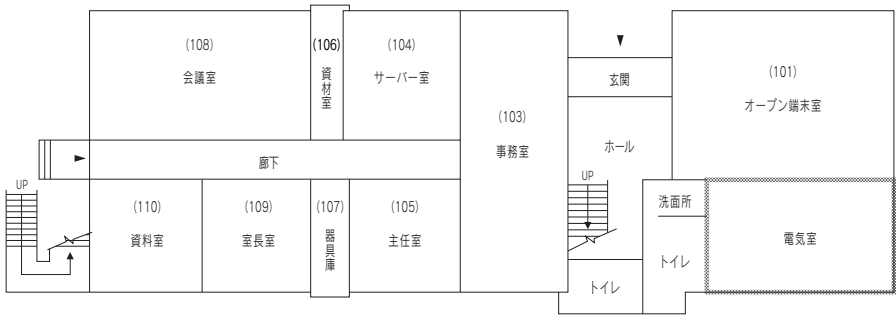 (108)
会議室
(106)
資材室
(104)
サーバー室
(103)
事務室
玄関
ホール
(101)
オープン端末室
廊下
UP
(110)
資料室
(109)
室長室
(107)
器具庫
(105)
主任室
UP
洗面所
トイレ
トイレ
電気室